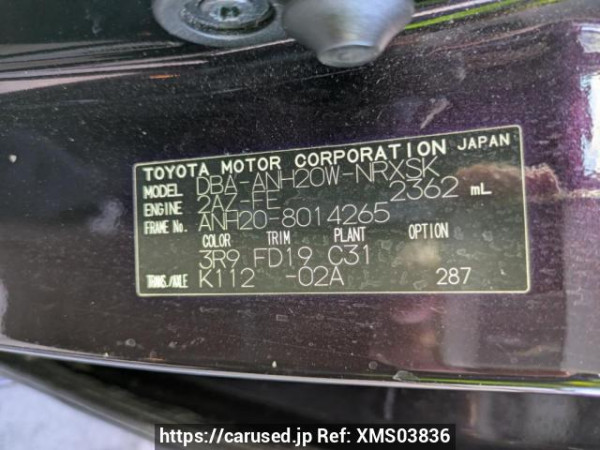 TOYOTA MOTOR CORPORATION JAPAN
MODEL DBA-ANH20W-NRXSK
ENGINE 2AZ-FE 2362 mL
FRAME No. ANH20-8014265
COLOR TRIM PLANT OPTION
3R9 FD19 C31
TRANS./AXLE K112 -02A 287
https://carused.jp Ref: XMS03836